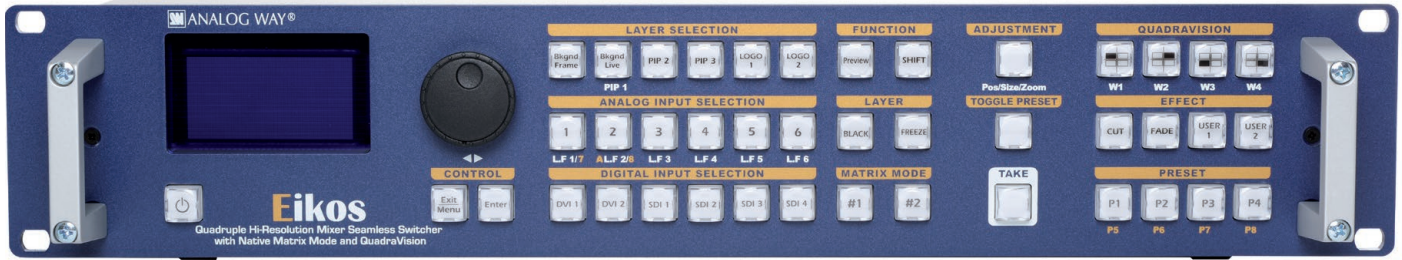 ANALOG WAY®
LAYER SELECTION
FUNCTION
ADJUSTMENT
QUADRAVISION
Bkgnd Frame
Bkgnd Live
PIP 2
PIP 3
LOGO 1
LOGO 2
Preview
SHIFT
PIP 1
Pos/Size/Zoom
W1 W2 W3 W4
ANALOG INPUT SELECTION
LAYER
TOGGLE PRESET
EFFECT
1 2 3 4 5 6
BLACK
FREEZE
CUT
FADE
USER 1
USER 2
L.F 1/7 AL.F 2/8 L.F 3 L.F 4 L.F 5 L.F 6
CONTROL
DIGITAL INPUT SELECTION
MATRIX MODE
TAKE
PRESET
Exit Menu
Enter
DVI 1 DVI 2 SDI 1 SDI 2 SDI 3 SDI 4
#1 #2
P1 P2 P3 P4
P5 P6 P7 P8
Eikos
Quadruple Hi-Resolution Mixer Seamless Switcher
with Native Matrix Mode and QuadraVision